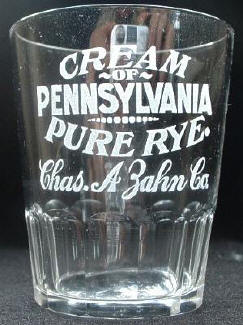 CREAM
-OF-
PENNSYLVANIA
PURE RYE.
Chas. A Zahn Co.